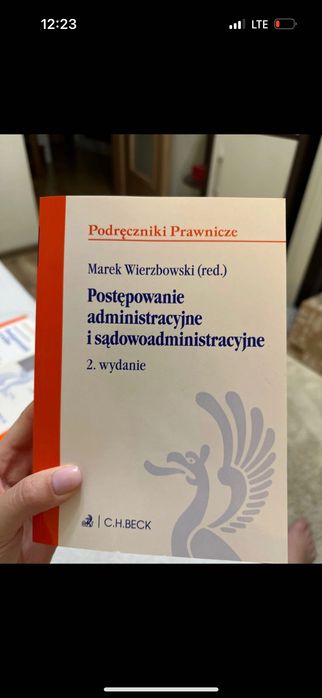 12:23
LTE
Podręczniki Prawnicze
Marek Wierzbowski (red.)
Postępowanie
administracyjne
i sądowoadministracyjne
2. wydanie
C.H.BECK